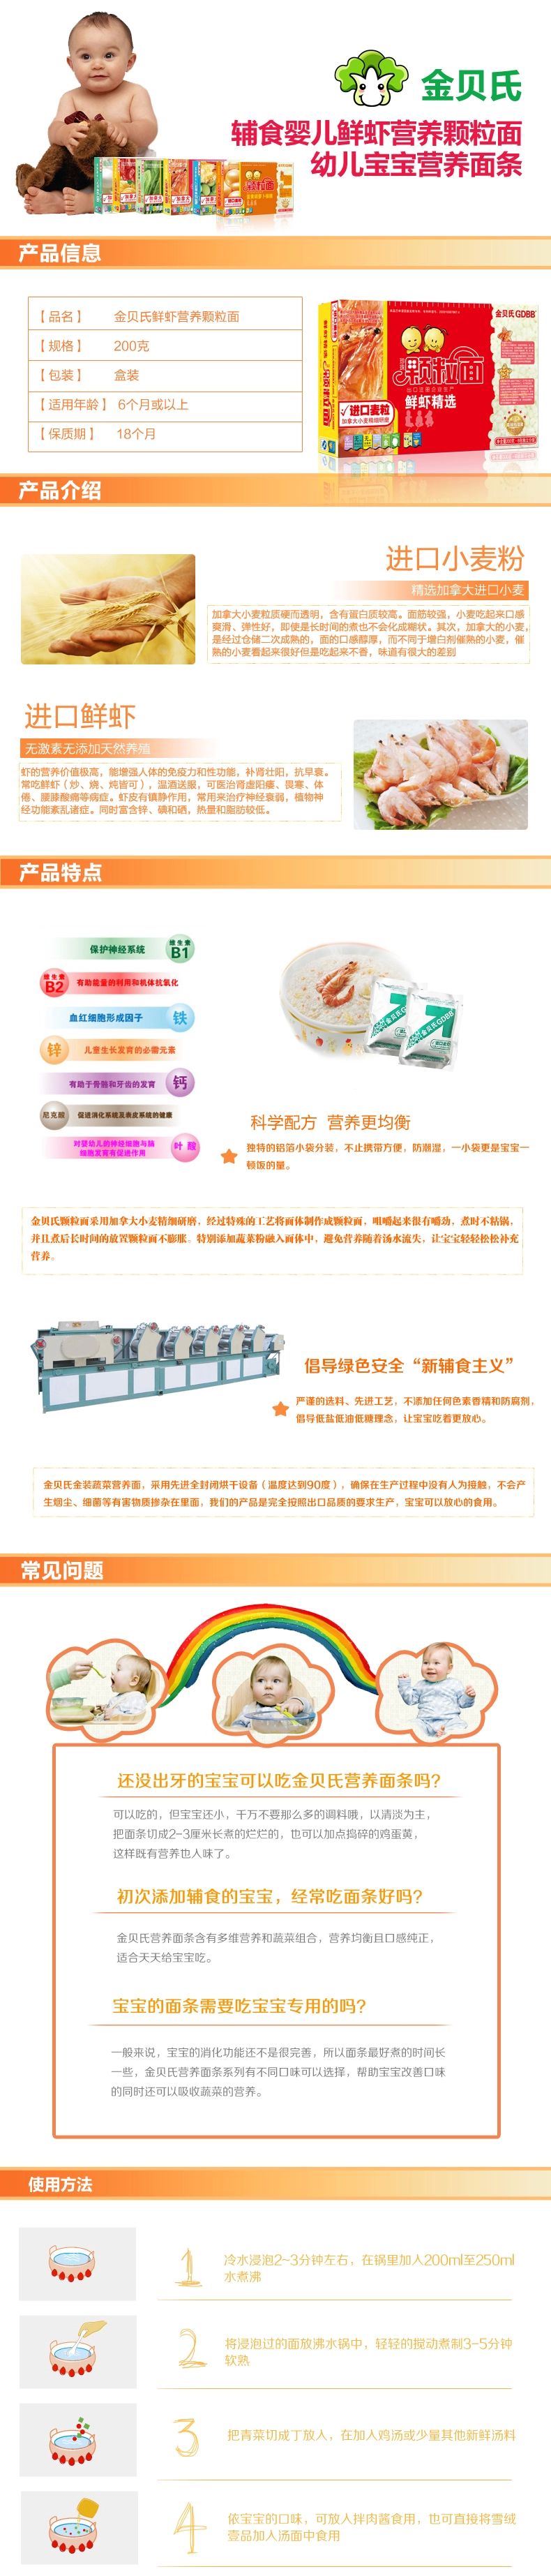 金贝氏
辅食婴儿鲜虾营养颗粒面
幼儿宝宝营养面条
产品信息
【品名】 金贝氏鲜虾营养颗粒面
【规格】 200克
【包装】 盒装
【适用年龄】 6个月或以上
【保质期】 18个月
金贝氏GDBB
颗粒面
鲜虾精选
进口麦粒
加拿大小麦精细研磨
产品介绍
进口小麦粉
精选加拿大进口小麦
加拿大小麦粒质硬而透明，含有蛋白质较高。面筋较强，小麦吃起来口感
爽滑、弹性好，即便是长时间的煮也不会化成糊状。其次，加拿大的小麦，
是经过仓储二次成熟的，面的口感醇厚，而不同于增白剂催熟的小麦，催
熟的小麦看起来很好但是吃起来不香，味道有很大的差别
进口鲜虾
无激素无添加天然养殖
虾的营养价值极高，能增强人体的免疫力和性功能，补肾壮阳，抗早衰。
常吃鲜虾（炒、烧、炖皆可），温酒送服，可医治肾虚阳痿、畏寒、体
倦、腰膝酸痛等病症。虾皮有镇静作用，常用来治疗神经衰弱，植物神
经功能紊乱诸症。同时富含锌、碘和硒，热量和脂肪较低。
产品特点
保护神经系统 维生素B1
维生素B2 有助能量的利用和机体抗氧化
血红细胞形成因子 铁
锌 儿童生长发育的必需元素
有助于骨骼和牙齿的发育 钙
尼克酸 促进消化系统及表皮系统的健康
对婴幼儿的神经细胞与脑
细胞发育有促进作用 叶酸
科学配方 营养更均衡
独特的铝箔小袋分装，不止携带方便，防潮湿，一小袋更是宝宝一
顿饭的量。
金贝氏颗粒面采用加拿大小麦精细研磨，经过特殊的工艺将面体制作成颗粒面，咀嚼起来很有嚼劲，煮时不粘锅，
并且煮后长时间的放置颗粒面不膨胀。特别添加蔬菜粉融入面体中，避免营养随着汤水流失，让宝宝轻轻松松补充
营养。
倡导绿色安全“新辅食主义”
严谨的选料、先进工艺，不添加任何色素香精和防腐剂，
倡导低盐低油低糖理念，让宝宝吃着更放心。
金贝氏金装蔬菜营养面，采用先进全封闭烘干设备（温度达到90度），确保在生产过程中没有人为接触，不会产
生烟尘、细菌等有害物质掺杂在里面，我们的产品是完全按照出口品质的要求生产，宝宝可以放心的食用。
常见问题
还没出牙的宝宝可以吃金贝氏营养面条吗?
可以吃的，但宝宝还小，千万不要那么多的调料哦，以清淡为主，
把面条切成2-3厘米长煮的烂烂的，也可以加点捣碎的鸡蛋黄，
这样既有营养也人味了。
初次添加辅食的宝宝，经常吃面条好吗?
金贝氏营养面条含有多维营养和蔬菜组合，营养均衡且口感纯正，
适合天天给宝宝吃。
宝宝的面条需要吃宝宝专用的吗?
一般来说，宝宝的消化功能还不是很完善，所以面条最好煮的时间长
一些，金贝氏营养面条系列有不同口味可以选择，帮助宝宝改善口味
的同时还可以吸收蔬菜的营养。
使用方法
1 冷水浸泡2~3分钟左右，在锅里加人200ml至250ml
水煮沸
2 将浸泡过的面放沸水锅中，轻轻的搅动煮制3-5分钟
软熟
3 把青菜切成丁放人，在加人鸡汤或少量其他新鲜汤料
4 依宝宝的口味，可放人拌肉酱食用，也可直接将雪绒
壹品加人汤面中食用